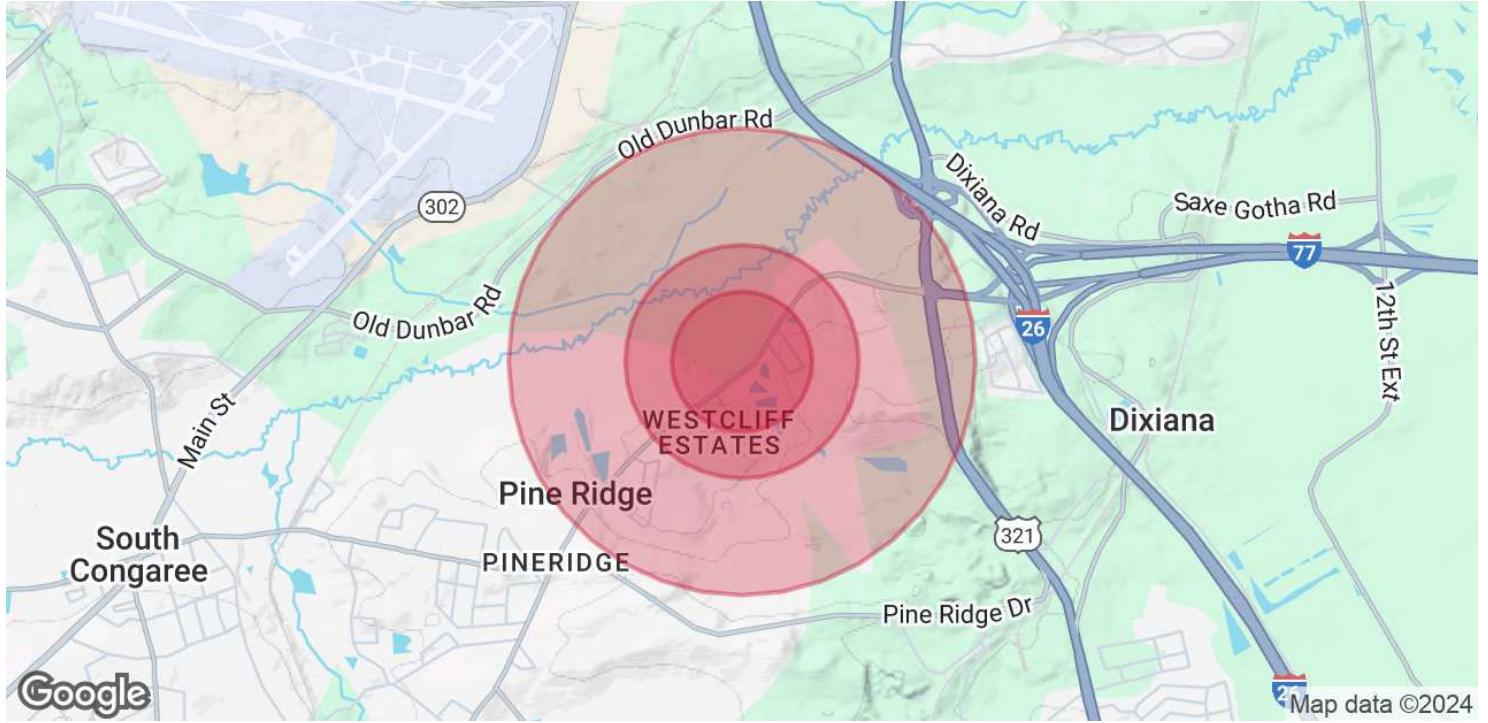 Old Dunbar Rd
302
Dixiana Rd
Saxe Gotha Rd
77
Old Dunbar Rd
26
12th St Ext
Main St
WESTCLIFF
ESTATES
Dixiana
Pine Ridge
South
Congaree
321
PINERIDGE
Pine Ridge Dr
Google
26
Map data ©2024